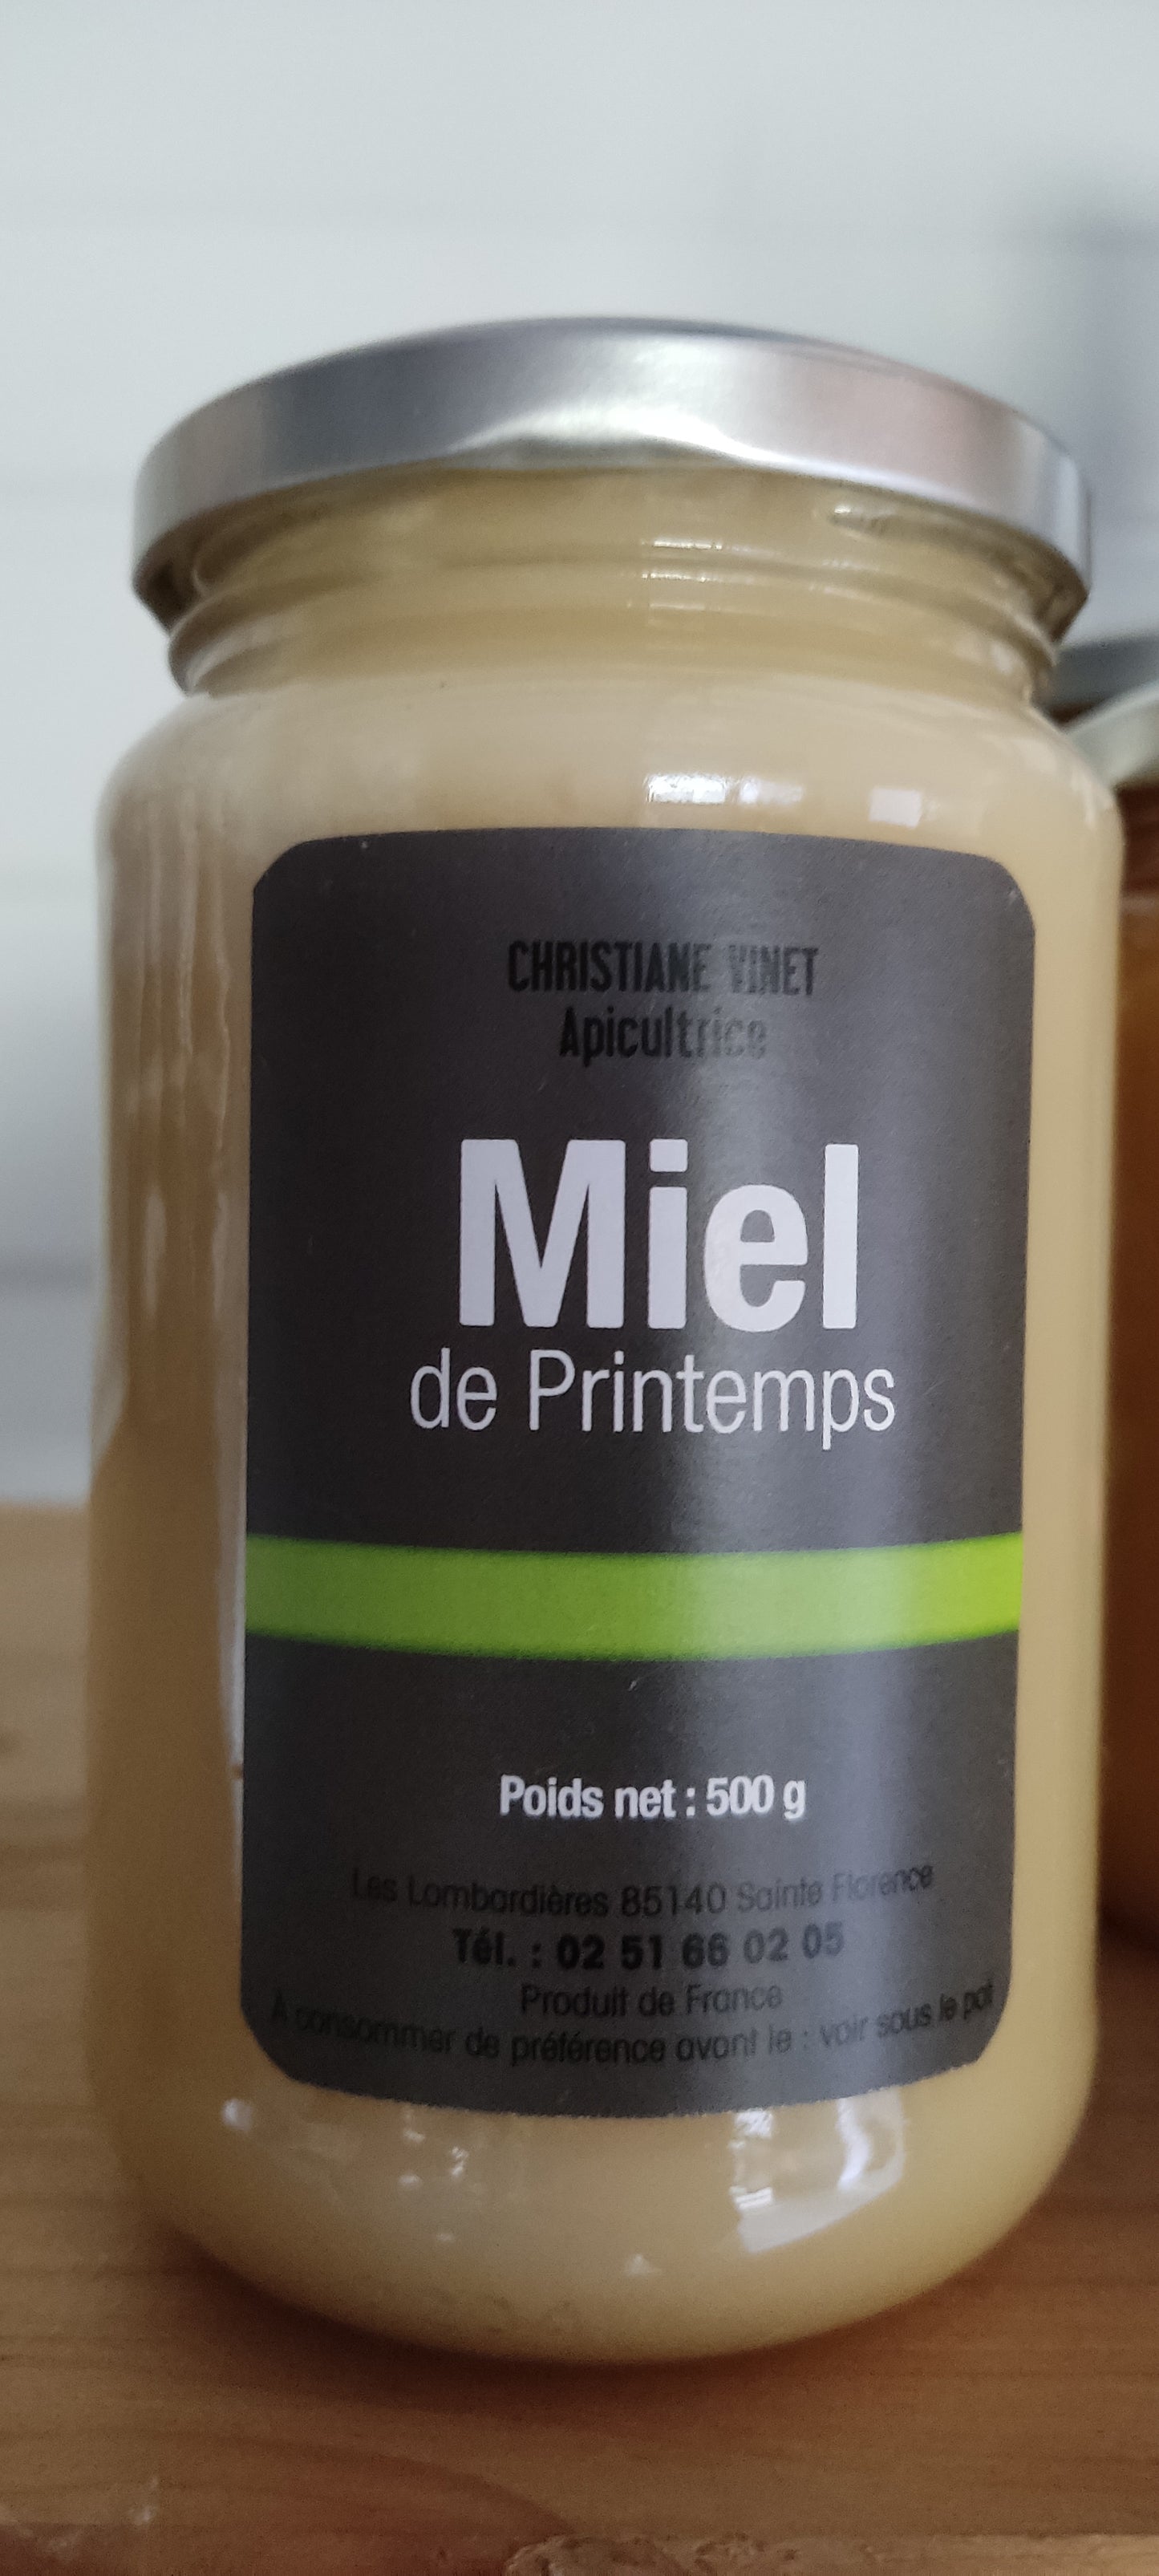 CHRISTIANE VINET
Apicultrice
Miel
de Printemps
Poids net : 500 g
Les Lombardières 85140 Sainte Florence
Tél. : 02 51 66 02 05
Produit de France
A consommer de préférence avant le : voir sous le pot